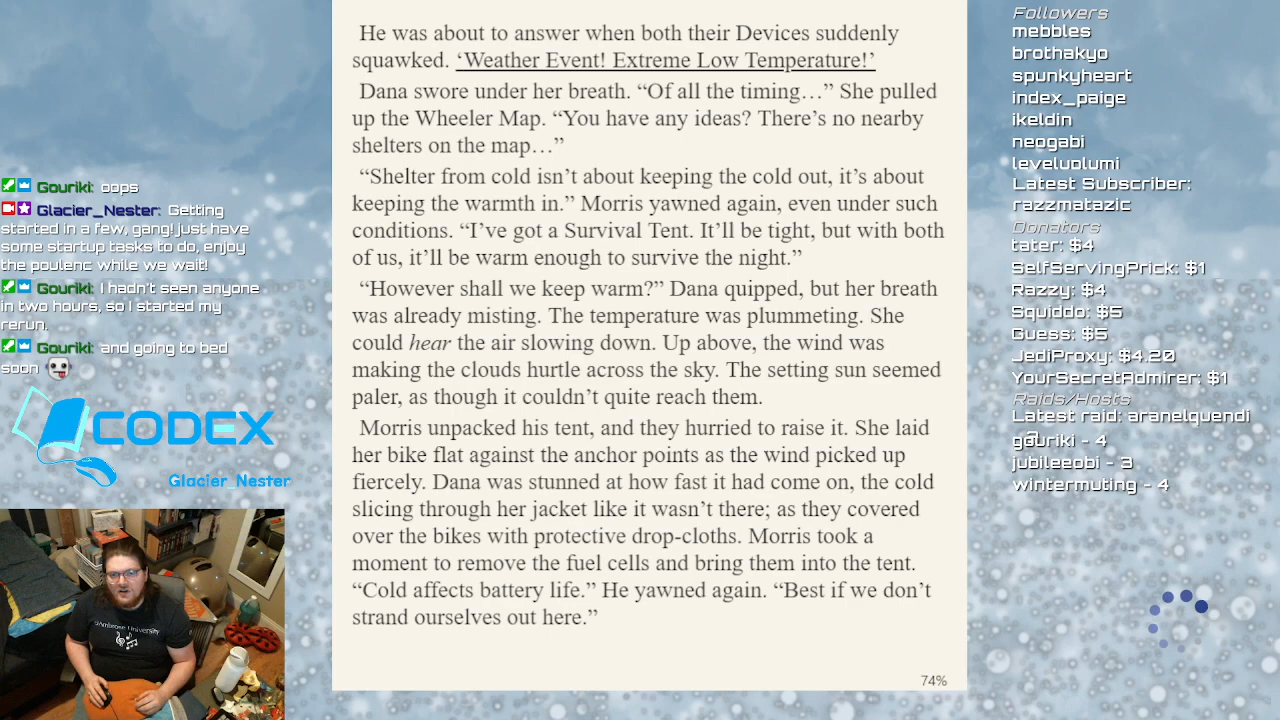 He was about to answer when both their Devices suddenly
squawked. ‘Weather Event! Extreme Low Temperature!’
Dana swore under her breath. “Of all the timing…” She pulled
up the Wheeler Map. “You have any ideas? There’s no nearby
shelters on the map…”
“Shelter from cold isn’t about keeping the cold out, it’s about
keeping the warmth in.” Morris yawned again, even under such
conditions. “I’ve got a Survival Tent. It’ll be tight, but with both
of us, it’ll be warm enough to survive the night.”
“However shall we keep warm?” Dana quipped, but her breath
was already misting. The temperature was plummeting. She
could hear the air slowing down. Up above, the wind was
making the clouds hurtle across the sky. The setting sun seemed
paler, as though it couldn’t quite reach them.
Morris unpacked his tent, and they hurried to raise it. She laid
her bike flat against the anchor points as the wind picked up
fiercely. Dana was stunned at how fast it had come on, the cold
slicing through her jacket like it wasn’t there; as they covered
over the bikes with protective drop-cloths. Morris took a
moment to remove the fuel cells and bring them into the tent.
“Cold affects battery life.” He yawned again. “Best if we don’t
strand ourselves out here.”
74%
Gouriki: oops
Glacier_Nester: Getting
started in a few, gang! just have
some startup tasks to do, enjoy
the poulenc while we wait!
Gouriki: I hadn't seen anyone
in two hours, so I started my
rerun.
Gouriki: and going to bed
soon
CODEX
Glacier_Nester
Ambrose University
Followers
mebbles
brothakyo
spunkyheart
index_paige
ikeldin
neogabi
leveluolumi
Latest Subscriber:
razzmatazic
Donators
tater: $4
SelfServingPrick: $1
Razzy: $4
Squiddo: $5
Guess: $5
JediProxy: $4.20
YourSecretAdmirer: $1
Raids/Hosts
Latest raid: aranelquendi
gouriki - 4
jubileeobi - 3
wintermuting - 4